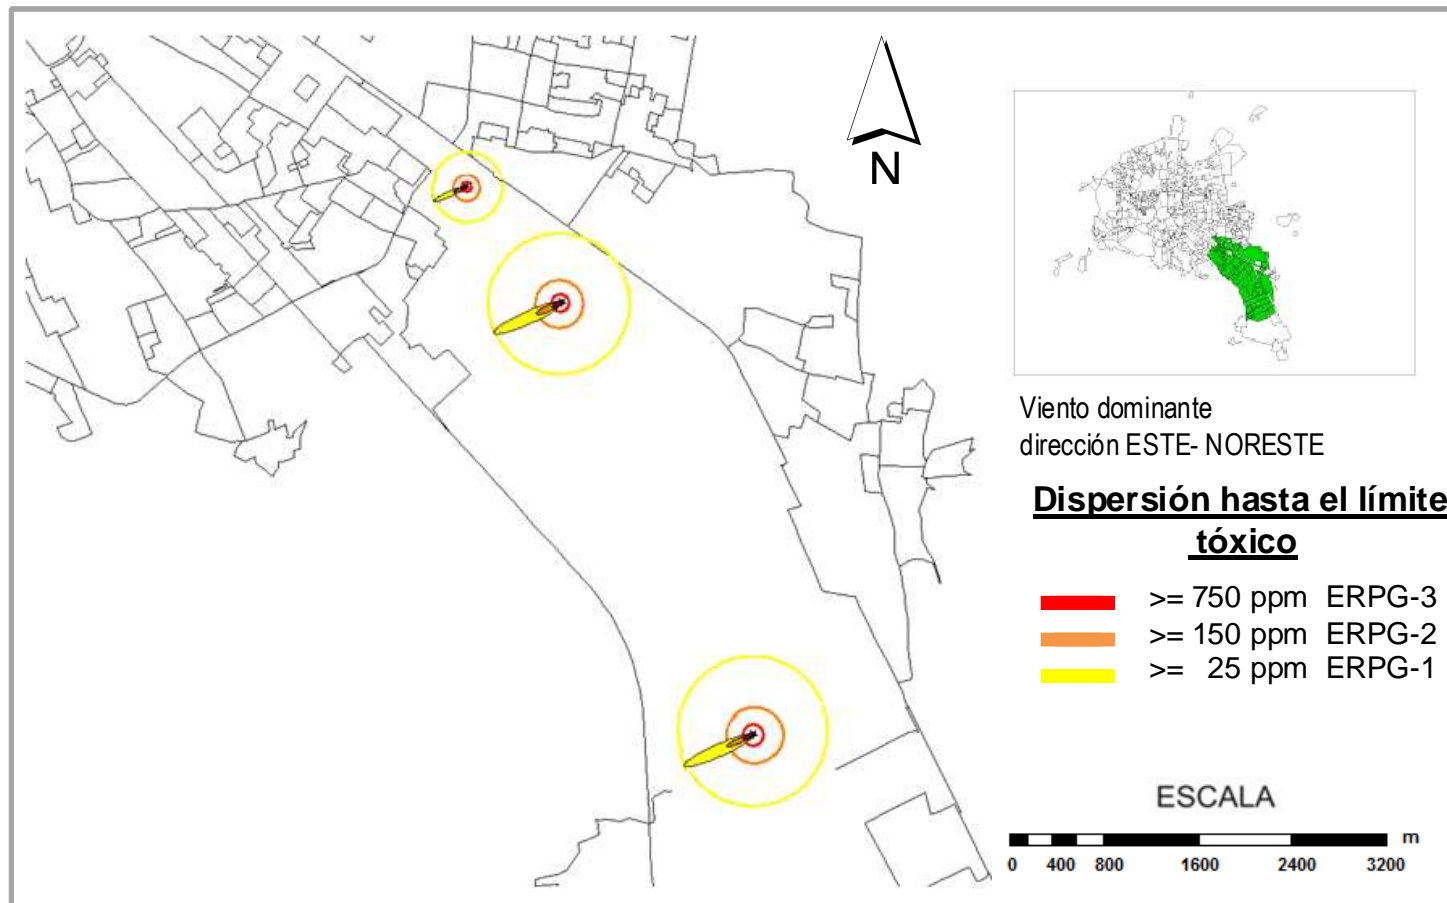 N
Viento dominante
dirección ESTE- NORESTE
Dispersión hasta el límite
tóxico
>= 750 ppm ERPG-3
>= 150 ppm ERPG-2
>= 25 ppm ERPG-1
ESCALA
m
0 400 800 1600 2400 3200